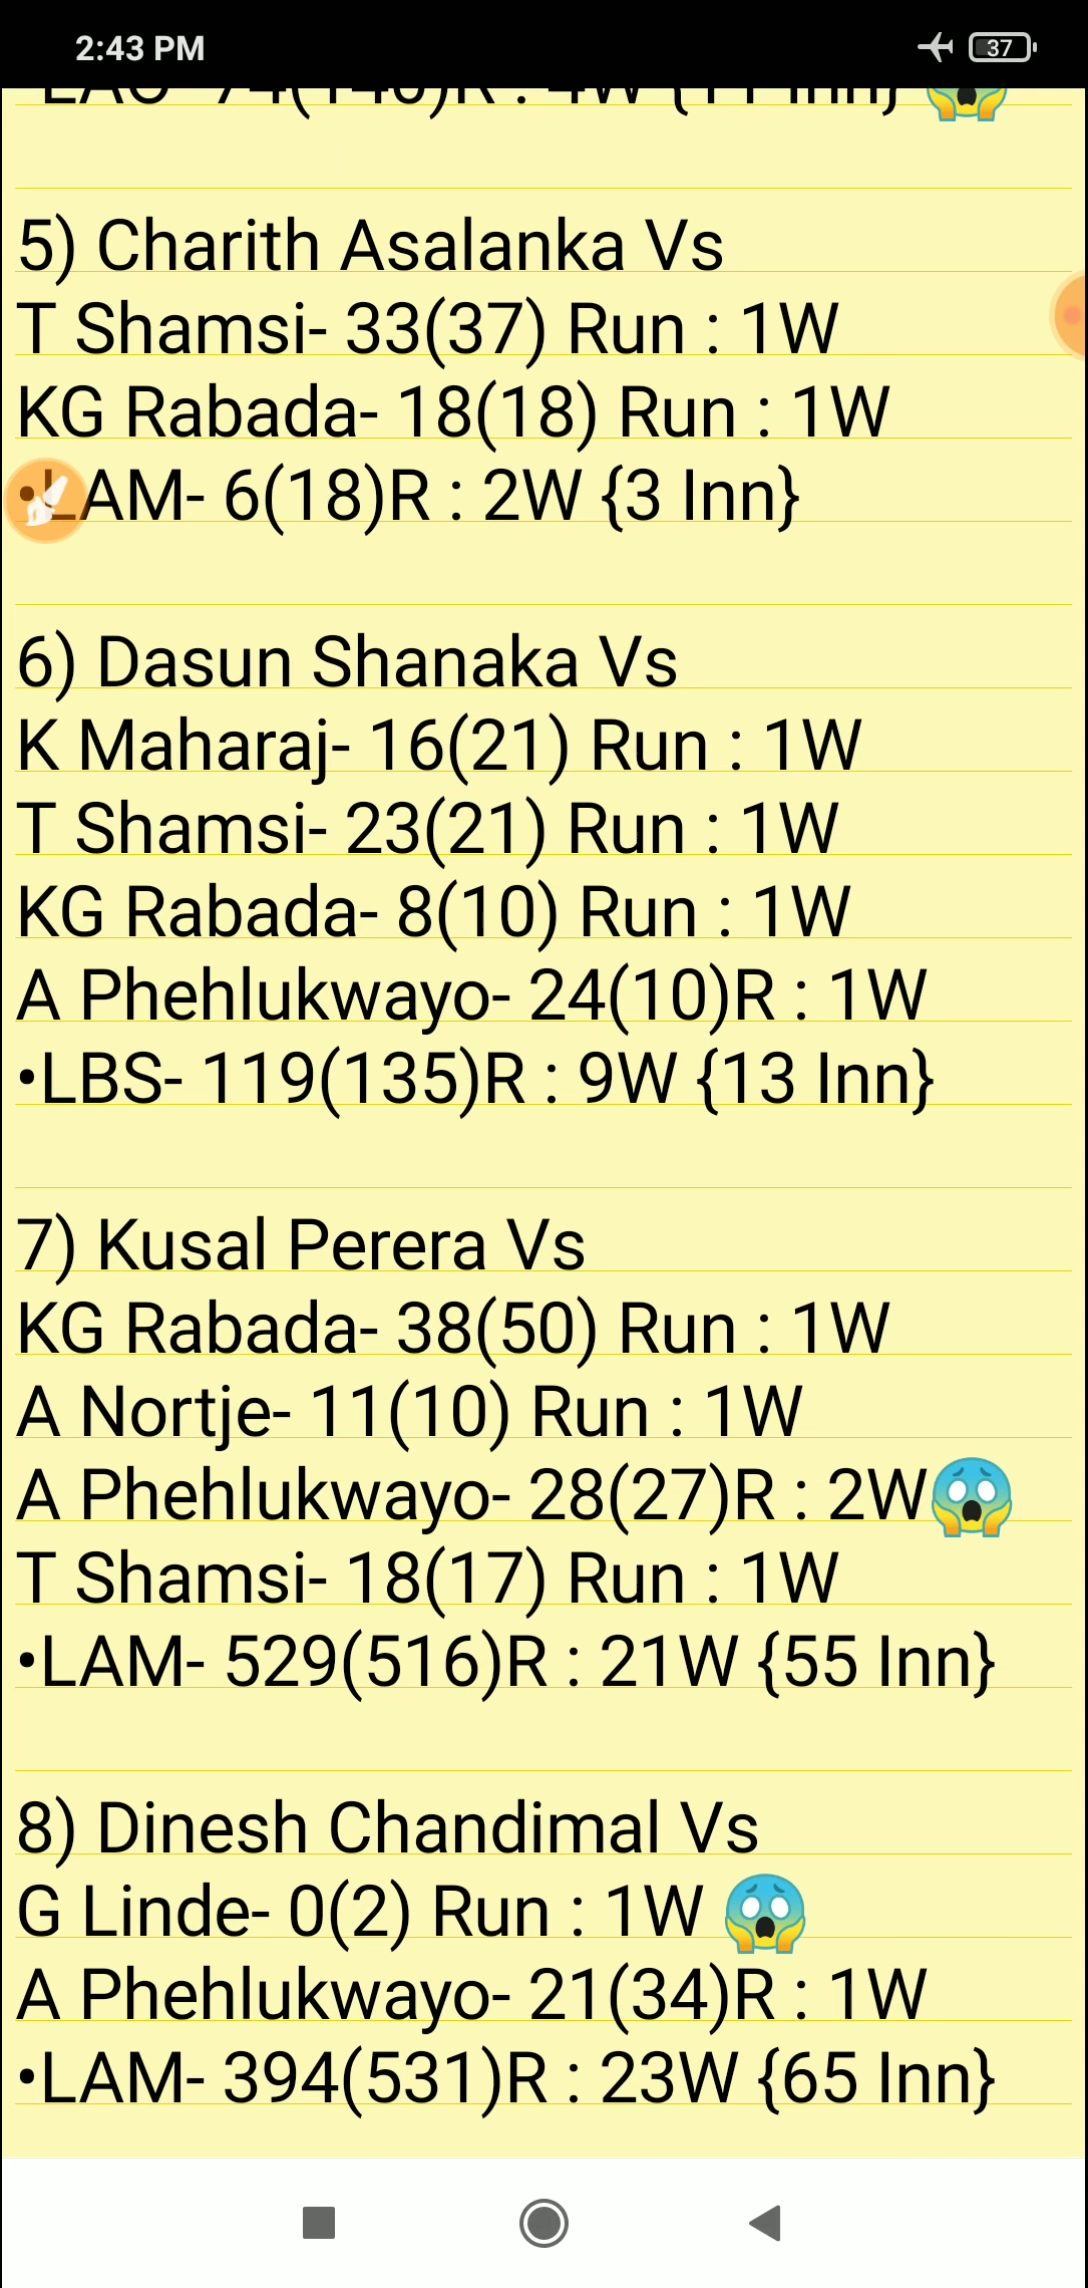 2:43 PM
37
5) Charith Asalanka Vs
T Shamsi- 33(37) Run : 1W
KG Rabada- 18(18) Run : 1W
•LAM- 6(18)R : 2W {3 Inn}
6) Dasun Shanaka Vs
K Maharaj- 16(21) Run : 1W
T Shamsi- 23(21) Run : 1W
KG Rabada- 8(10) Run : 1W
A Phehlukwayo- 24(10)R : 1W
•LBS- 119(135)R : 9W {13 Inn}
7) Kusal Perera Vs
KG Rabada- 38(50) Run : 1W
A Nortje- 11(10) Run : 1W
A Phehlukwayo- 28(27)R : 2W😱
T Shamsi- 18(17) Run : 1W
•LAM- 529(516)R : 21W {55 Inn}
8) Dinesh Chandimal Vs
G Linde- 0(2) Run : 1W 😱
A Phehlukwayo- 21(34)R : 1W
•LAM- 394(531)R : 23W {65 Inn}